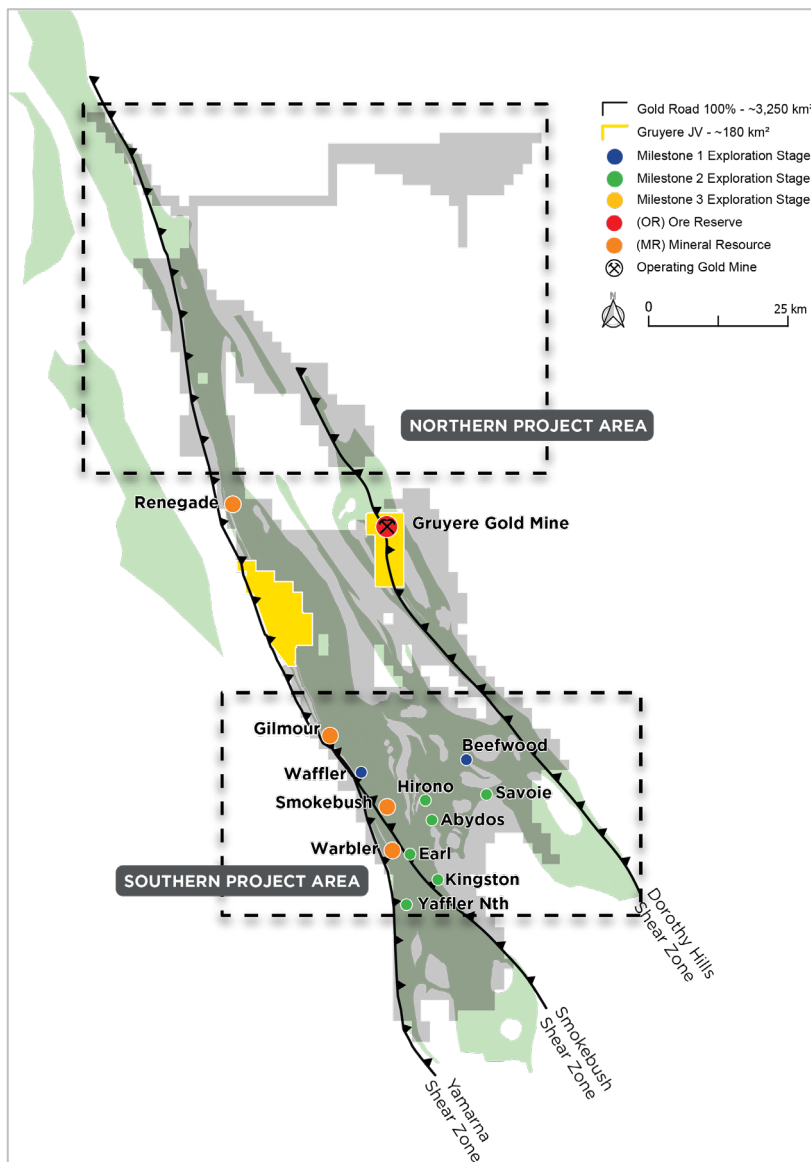 Gold Road 100% - ~3,250 km²
Gruyere JV - ~180 km²
Milestone 1 Exploration Stage
Milestone 2 Exploration Stage
Milestone 3 Exploration Stage
(OR) Ore Reserve
(MR) Mineral Resource
Operating Gold Mine
N
0
25 km
NORTHERN PROJECT AREA
Renegade
Gruyere Gold Mine
Gilmour
Beefwood
Waffler
Hirono
Savoie
Smokebush
Abydos
Warbler
Earl
SOUTHERN PROJECT AREA
Kingston
Yaffler Nth
Dorothy Hills
Shear Zone
Smokebush
Shear Zone
Yamarna
Shear Zone